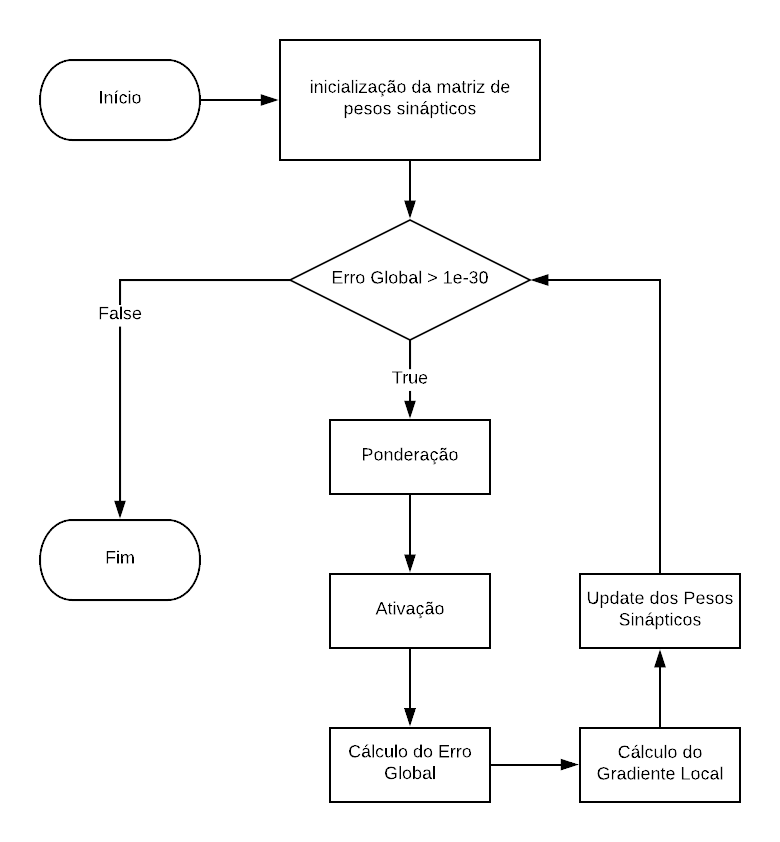 Início
inicialização da matriz de
pesos sinápticos
Erro Global > 1e-30
False
True
Ponderação
Fim
Ativação
Update dos Pesos
Sinápticos
Cálculo do Erro
Global
Cálculo do
Gradiente Local